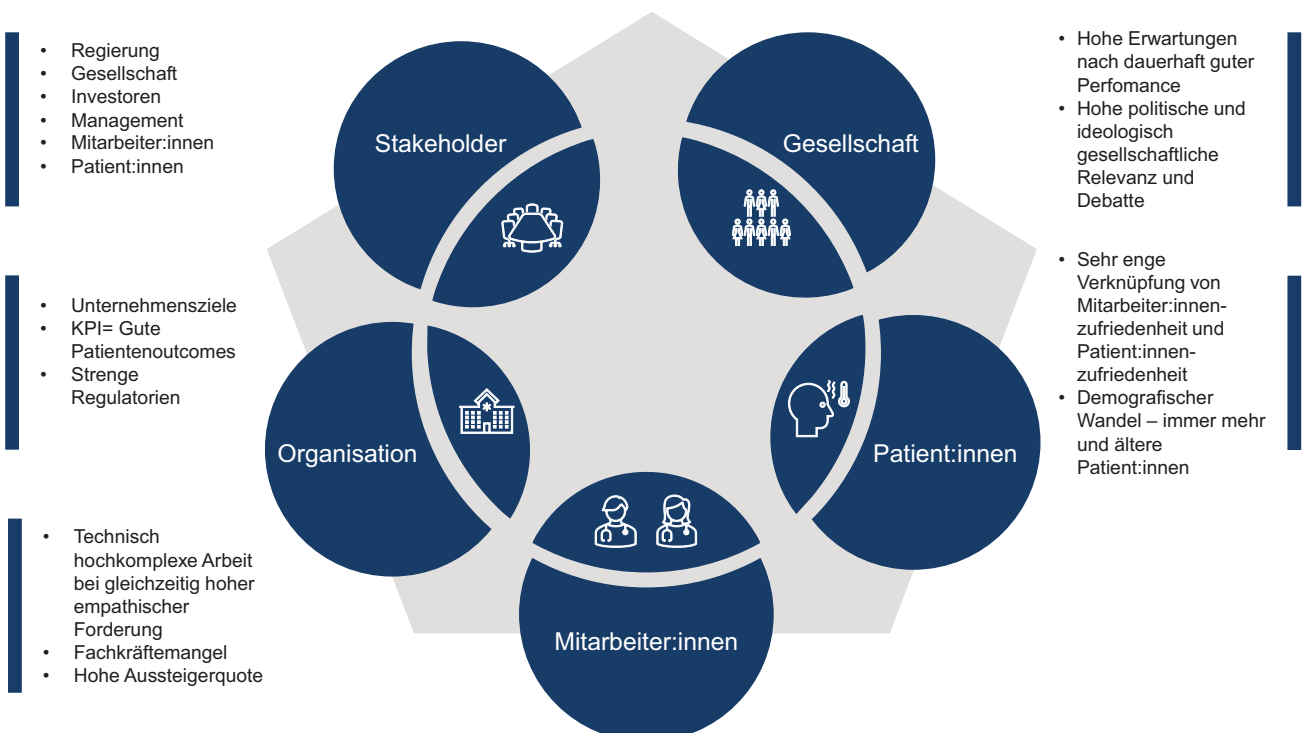 • Regierung
• Gesellschaft
• Investoren
• Management
• Mitarbeiter:innen
• Patient:innen
Stakeholder
Gesellschaft
• Hohe Erwartungen
nach dauerhaft guter
Perfomance
• Hohe politische und
ideologisch
gesellschaftliche
Relevanz und
Debatte
• Unternehmensziele
• KPI= Gute
Patientenoutcomes
• Strenge
Regulatorien
Organisation
Patient:innen
• Sehr enge
Verknüpfung von
Mitarbeiter:innen-
zufriedenheit und
Patient:innen-
zufriedenheit
• Demografischer
Wandel – immer mehr
und ältere
Patient:innen
• Technisch
hochkomplexe Arbeit
bei gleichzeitig hoher
empathischer
Forderung
• Fachkräftemangel
• Hohe Aussteigerquote
Mitarbeiter:innen